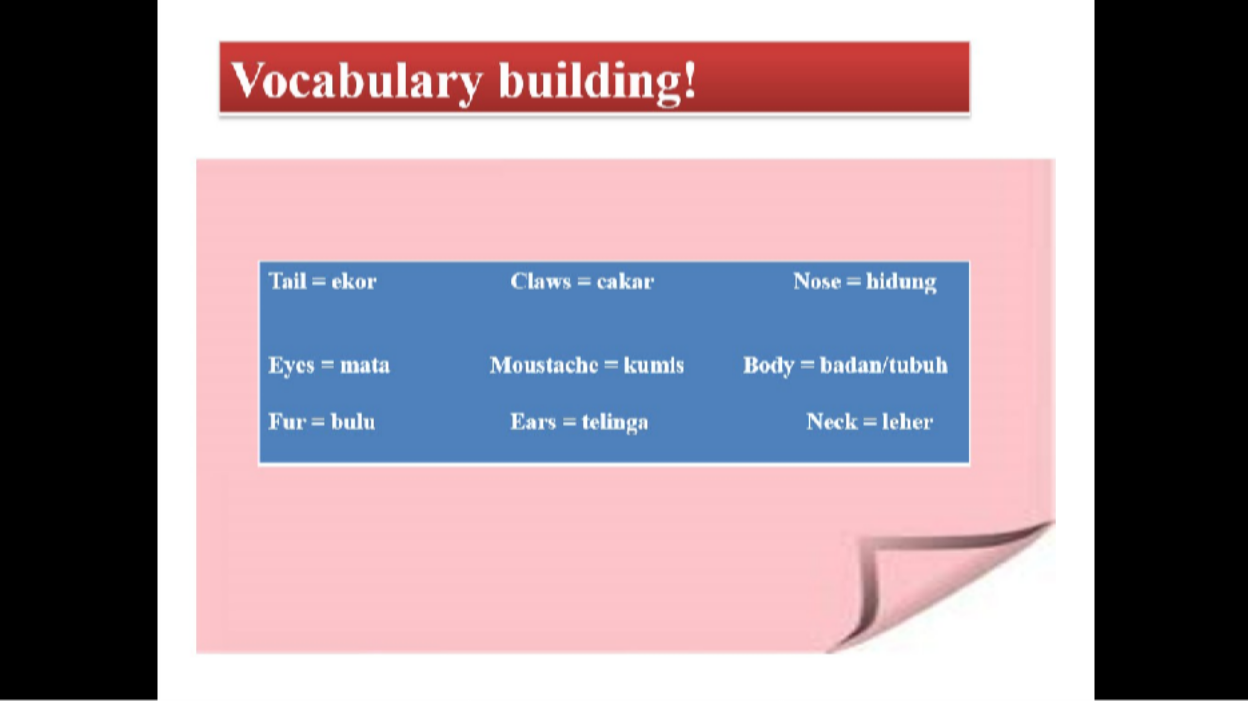 Vocabulary building!
Tail = ekor Claws = cakar Nose = hidung
Eyes = mata Moustache = kumis Body = badan/tubuh
Fur = bulu Ears = telinga Neck = leher